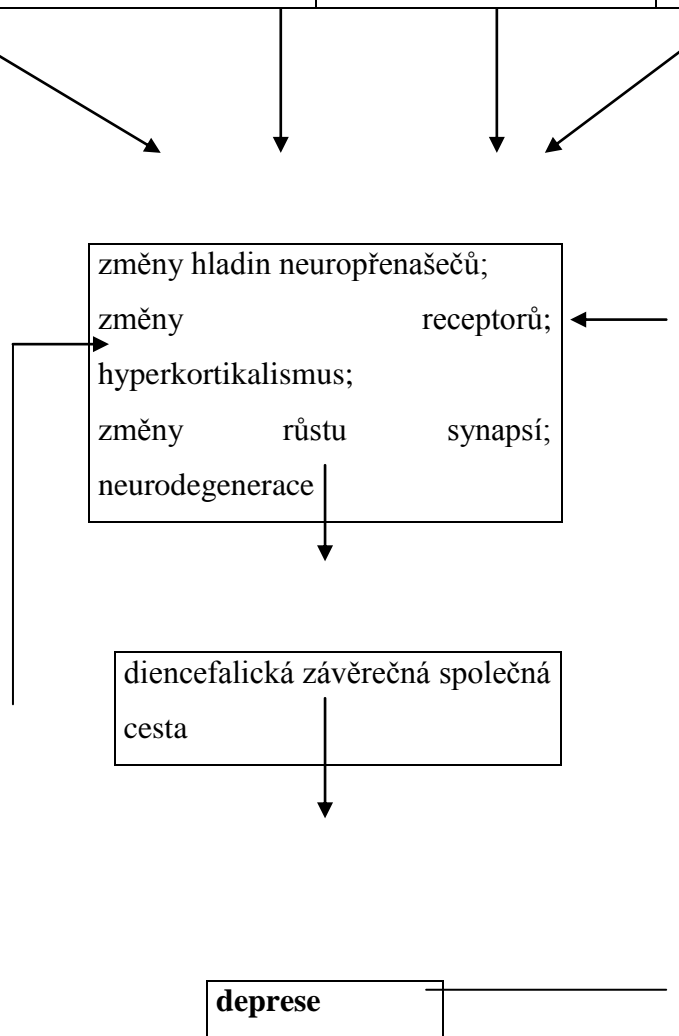 změny hladin neuropřenašečů;
změny receptorů;
hyperkortikalismus;
změny růstu synapsí;
neurodegenerace
diencefalická závěrečná společná
cesta
deprese